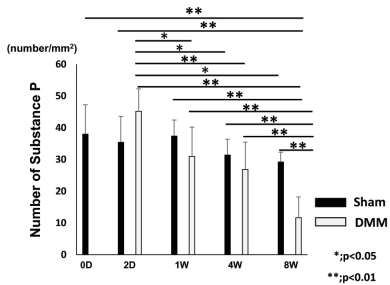 **
**
*
*
**
*
**
**
**
**
**
**
(number/mm²)
60
50
40
30
20
10
0
Number of Substance P
0D 2D 1W 4W 8W
Sham
DMM
*;p<0.05
**;p<0.01